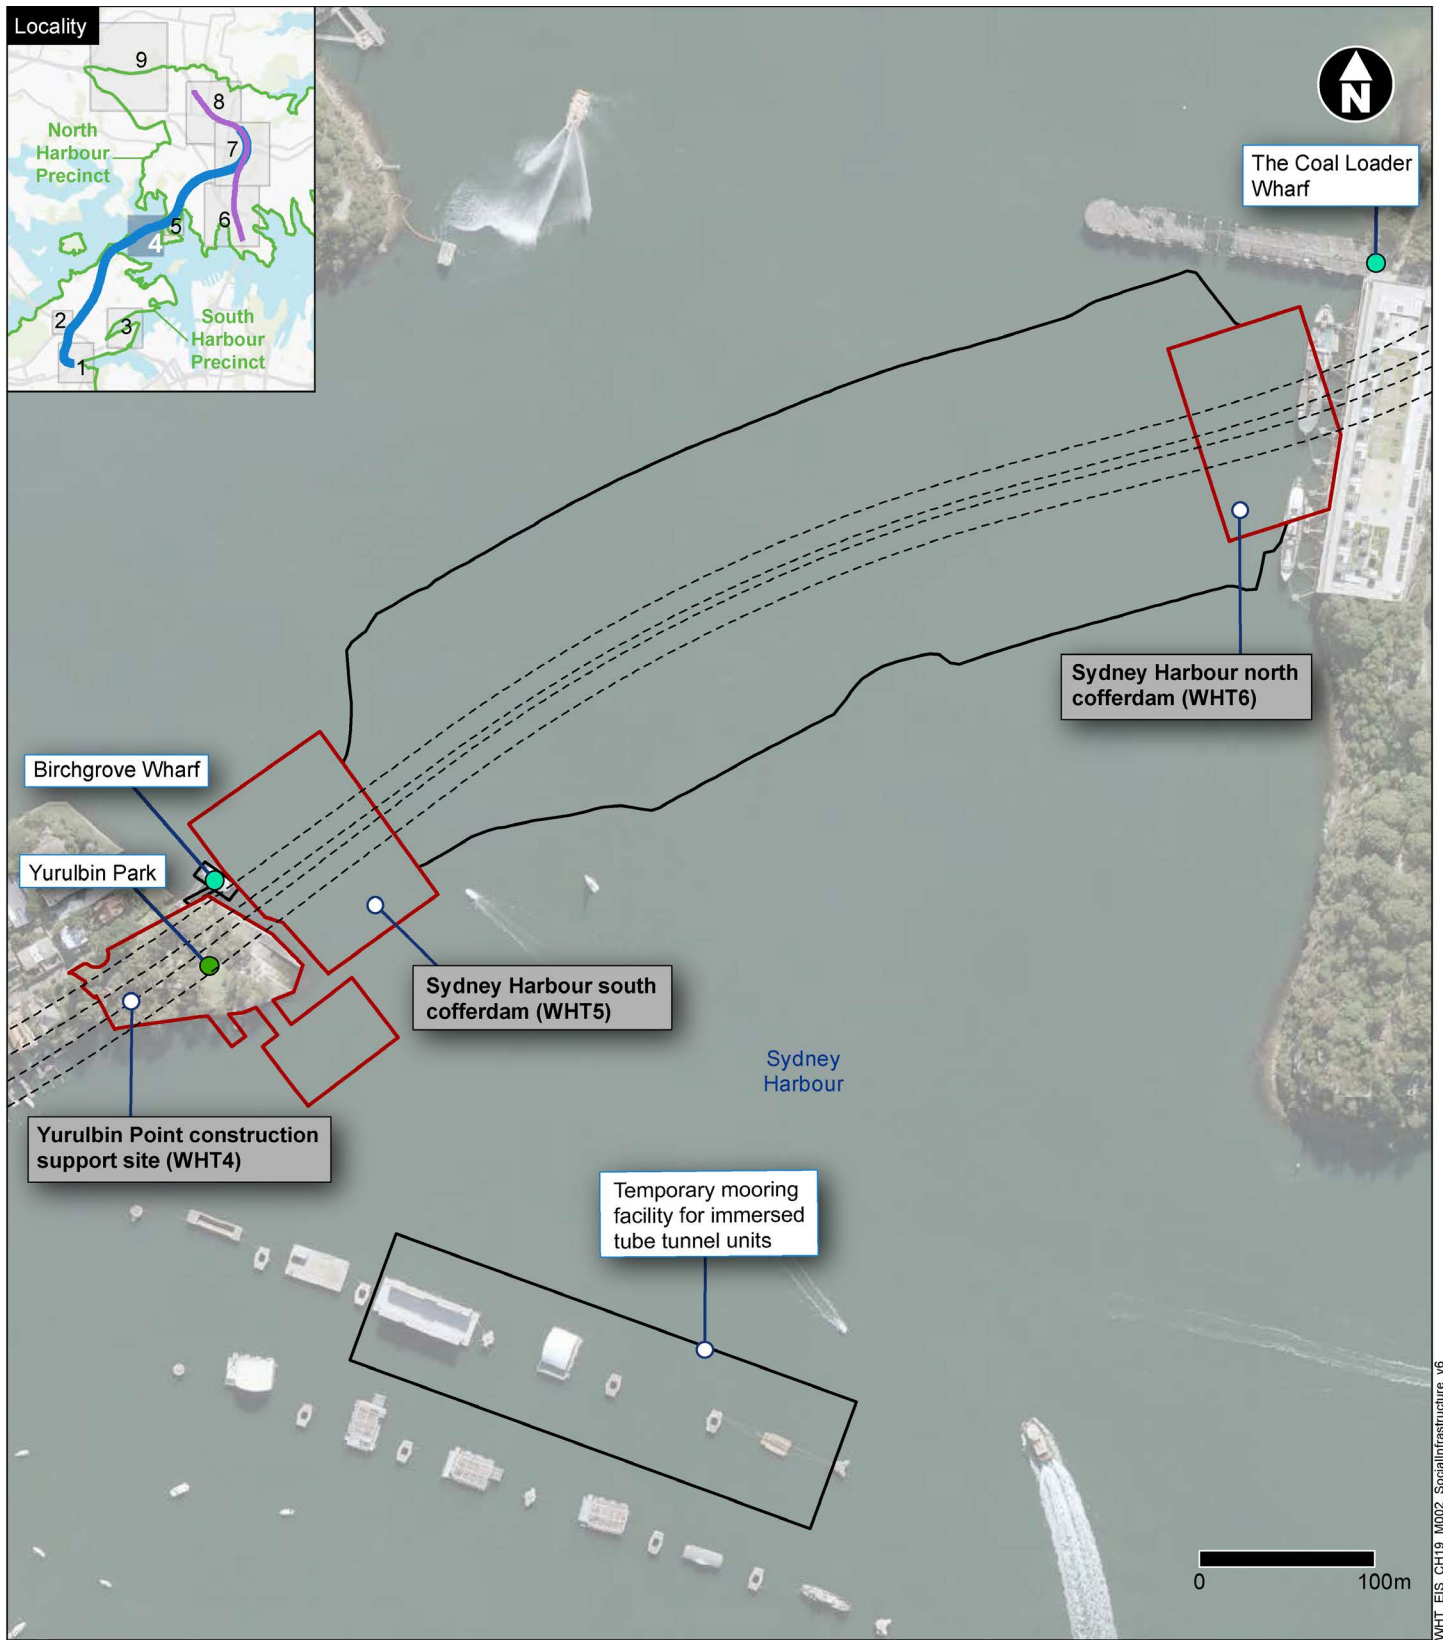 Locality
9
8
North
Harbour
Precinct
7
6
5
4
South
Harbour
Precinct
2
3
1
N
The Coal Loader
Wharf
Sydney Harbour north
cofferdam (WHT6)
Birchgrove Wharf
Yurulbin Park
Sydney Harbour south
cofferdam (WHT5)
Sydney
Harbour
Yurulbin Point construction
support site (WHT4)
Temporary mooring
facility for immersed
tube tunnel units
0 100m
WHT_EIS_CH19_M002_SocialInfrastructure_v6